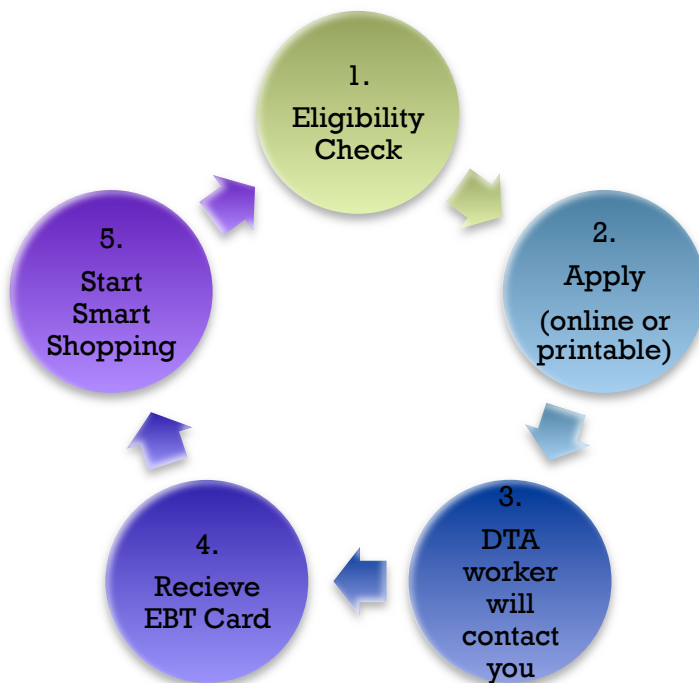 1.
Eligibility
Check
2.
Apply
(online or
printable)
3.
DTA
worker
will
contact
you
4.
Recieve
EBT Card
5.
Start
Smart
Shopping